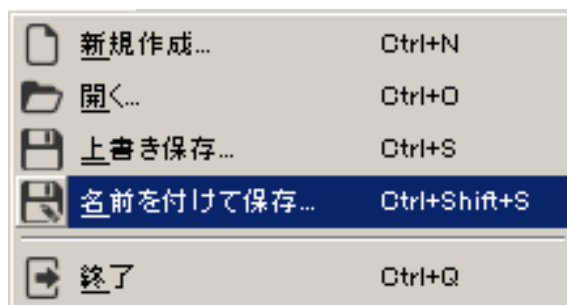 新規作成... Ctrl+N
開く... Ctrl+O
上書き保存... Ctrl+S
名前を付けて保存... Ctrl+Shift+S
終了 Ctrl+Q